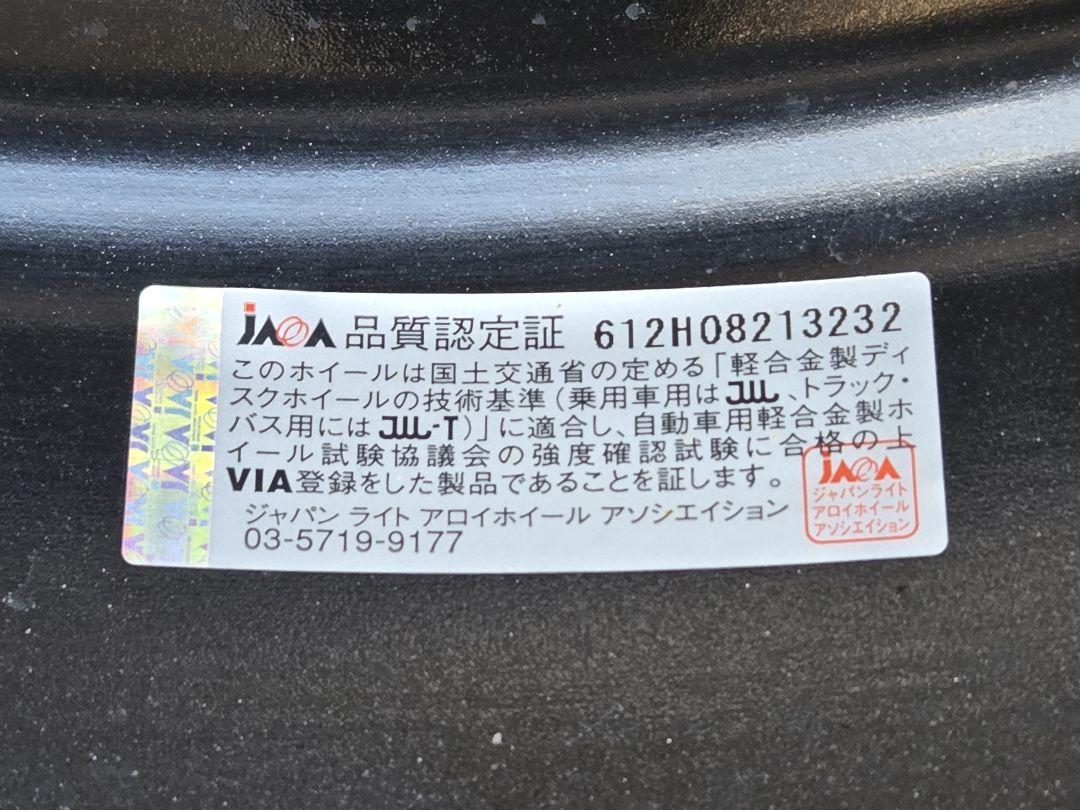 JAWA 品質認定証 612H08213232
このホイールは国土交通省の定める「軽合金製ディ
スクホイールの技術基準(乗用車用はJWL、トラック・
バス用にはJWL-T)」に適合し、自動車用軽合金製ホ
イール試験協議会の強度確認試験に合格の上
VIA登録をした製品であることを証します。
ジャパン ライト アロイホイール アソシエイション
03-5719-9177
JAWA
ジャパンライト
アロイホイール
アソシエイション